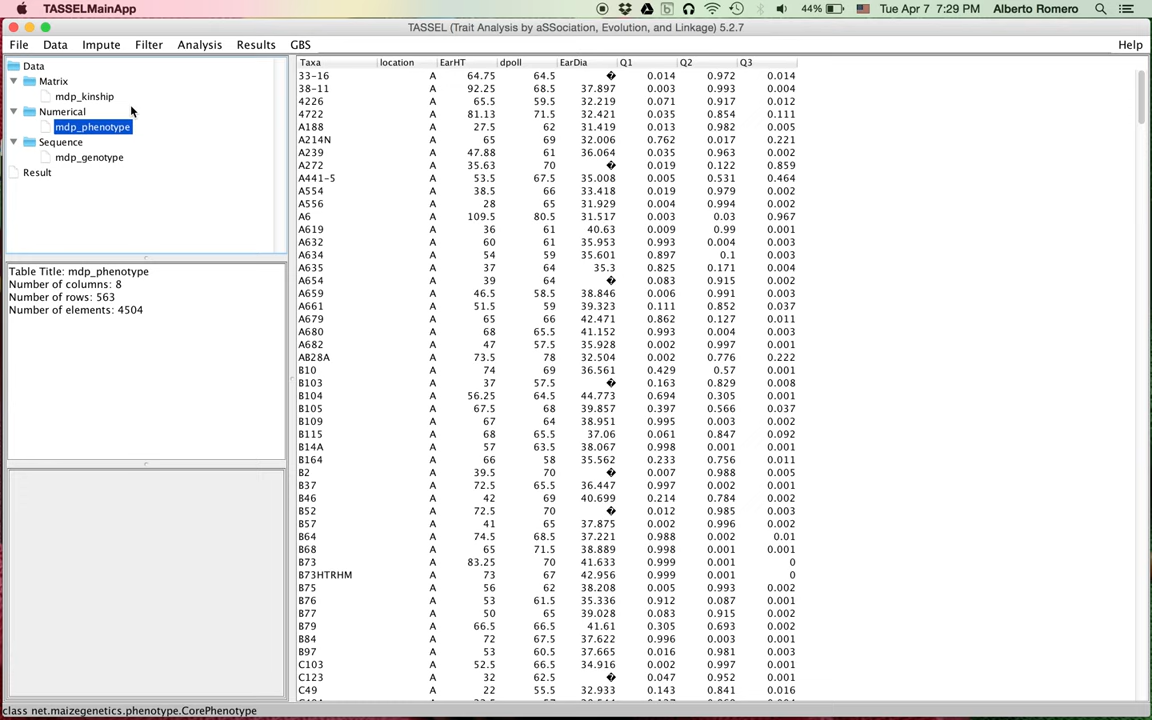 TASSELMainApp 44% Tue Apr 7 7:29 PM Alberto Romero
TASSEL (Trait Analysis by aSSociation, Evolution, and Linkage) 5.2.7
File Data Impute Filter Analysis Results GBS Help
Data
Matrix
mdp_kinship
Numerical
mdp_phenotype
Sequence
mdp_genotype
Result
Table Title: mdp_phenotype
Number of columns: 8
Number of rows: 563
Number of elements: 4504
Taxa location EarHT dpoll EarDia Q1 Q2 Q3
33-16 A 64.75 64.5 � 0.014 0.972 0.014
38-11 A 92.25 68.5 37.897 0.003 0.993 0.004
4226 A 65.5 59.5 32.219 0.071 0.917 0.012
4722 A 81.13 71.5 32.421 0.035 0.854 0.111
A188 A 27.5 62 31.419 0.013 0.982 0.005
A214N A 65 69 32.006 0.762 0.017 0.221
A239 A 47.88 61 36.064 0.035 0.963 0.002
A272 A 35.63 70 � 0.019 0.122 0.859
A441-5 A 53.5 67.5 35.008 0.005 0.531 0.464
A554 A 38.5 66 33.418 0.019 0.979 0.002
A556 A 28 65 31.929 0.004 0.994 0.002
A6 A 109.5 80.5 31.517 0.003 0.03 0.967
A619 A 36 61 40.63 0.009 0.99 0.001
A632 A 60 61 35.953 0.993 0.004 0.003
A634 A 54 59 35.601 0.897 0.1 0.003
A635 A 37 64 35.3 0.825 0.171 0.004
A654 A 39 64 � 0.083 0.915 0.002
A659 A 46.5 58.5 38.846 0.006 0.991 0.003
A661 A 51.5 59 39.323 0.111 0.852 0.037
A679 A 65 66 42.471 0.862 0.127 0.011
A680 A 68 65.5 41.152 0.993 0.004 0.003
A682 A 47 57.5 35.928 0.002 0.997 0.001
AB28A A 73.5 78 32.504 0.002 0.776 0.222
B10 A 74 69 36.561 0.429 0.57 0.001
B103 A 37 57.5 � 0.163 0.829 0.008
B104 A 56.25 64.5 44.773 0.694 0.305 0.001
B105 A 67.5 68 39.857 0.397 0.566 0.037
B109 A 67 64 38.951 0.995 0.003 0.002
B115 A 68 65.5 37.06 0.061 0.847 0.092
B14A A 57 63.5 38.067 0.998 0.001 0.001
B164 A 66 58 35.562 0.233 0.756 0.011
B2 A 39.5 70 � 0.007 0.988 0.005
B37 A 72.5 65.5 36.447 0.997 0.002 0.001
B46 A 42 69 40.699 0.214 0.784 0.002
B52 A 72.5 70 � 0.012 0.985 0.003
B57 A 41 65 37.875 0.002 0.996 0.002
B64 A 74.5 68.5 37.221 0.988 0.002 0.01
B68 A 65 71.5 38.889 0.998 0.001 0.001
B73 A 83.25 70 41.633 0.999 0.001 0
B73HTRHM A 73 67 42.956 0.999 0.001 0
B75 A 56 62 38.208 0.005 0.993 0.002
B76 A 53 61.5 35.336 0.912 0.087 0.001
B77 A 50 65 39.028 0.083 0.915 0.002
B79 A 66.5 66.5 41.61 0.305 0.693 0.002
B84 A 72 67.5 37.622 0.996 0.003 0.001
B97 A 53 60.5 37.665 0.016 0.981 0.003
C103 A 52.5 66.5 34.916 0.002 0.997 0.001
C123 A 32 62.5 � 0.047 0.952 0.001
C49 A 22 55.5 32.933 0.143 0.841 0.016
class net.maizegenetics.phenotype.CorePhenotype